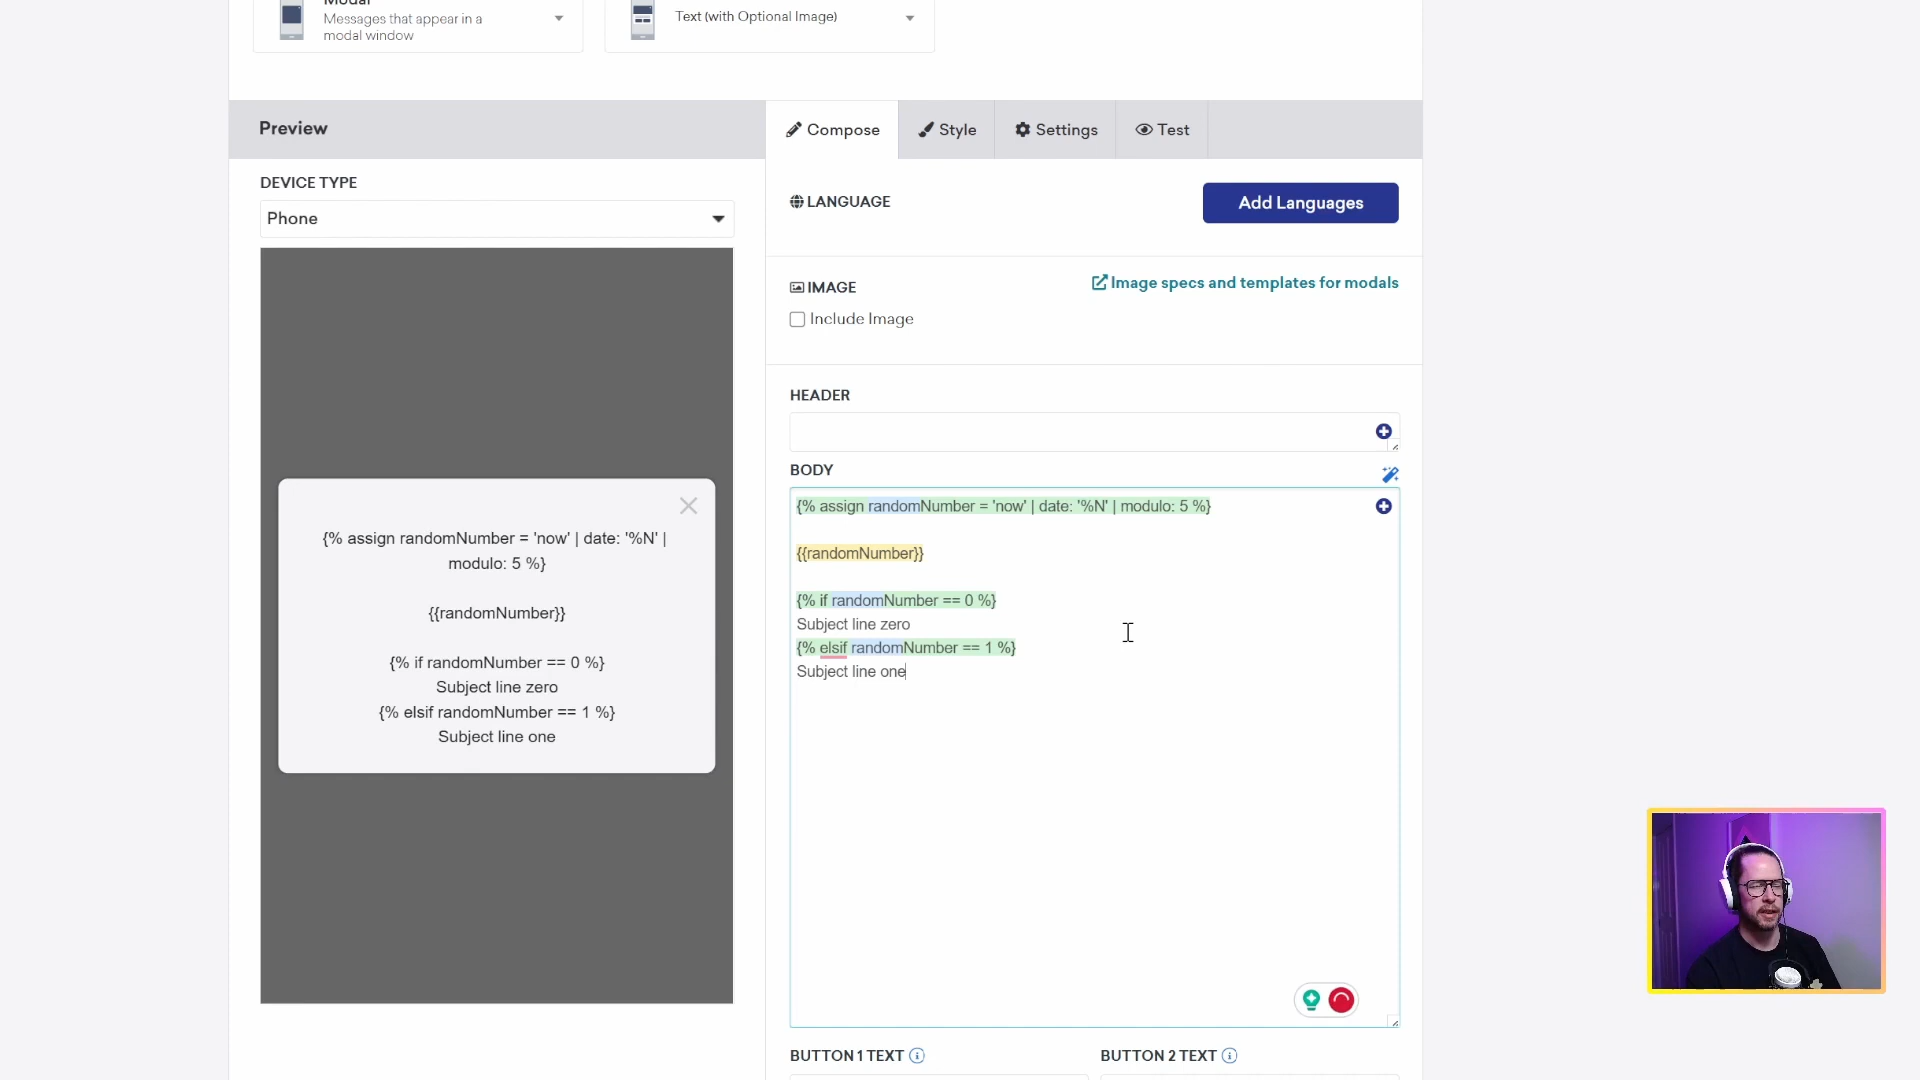 Modal
Messages that appear in a
modal window
Text (with Optional Image)
Preview
Compose
Style
Settings
Test
DEVICE TYPE
Phone
LANGUAGE
Add Languages
IMAGE
Image specs and templates for modals
Include Image
HEADER
BODY
{% assign randomNumber = 'now' | date: '%N' | modulo: 5 %}
{{randomNumber}}
{% if randomNumber == 0 %}
Subject line zero
{% elsif randomNumber == 1 %}
Subject line one
{% assign randomNumber = 'now' | date: '%N' |
modulo: 5 %}
{{randomNumber}}
{% if randomNumber == 0 %}
Subject line zero
{% elsif randomNumber == 1 %}
Subject line one
BUTTON 1 TEXT
BUTTON 2 TEXT